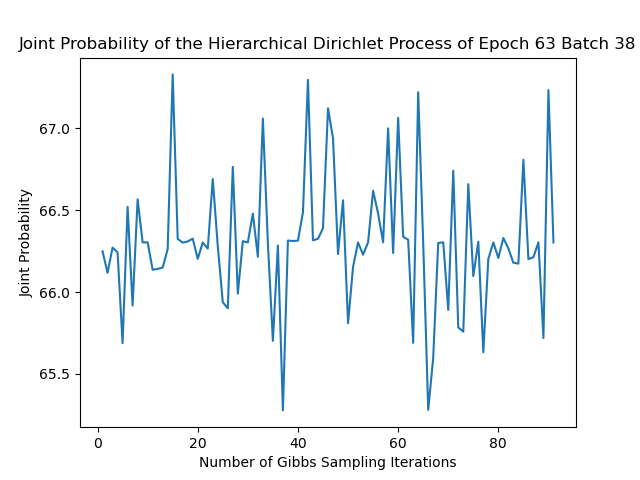 Joint Probability of the Hierarchical Dirichlet Process of Epoch 63 Batch 38
67.0
66.5
66.0
65.5
Joint Probability
0 20 40 60 80
Number of Gibbs Sampling Iterations